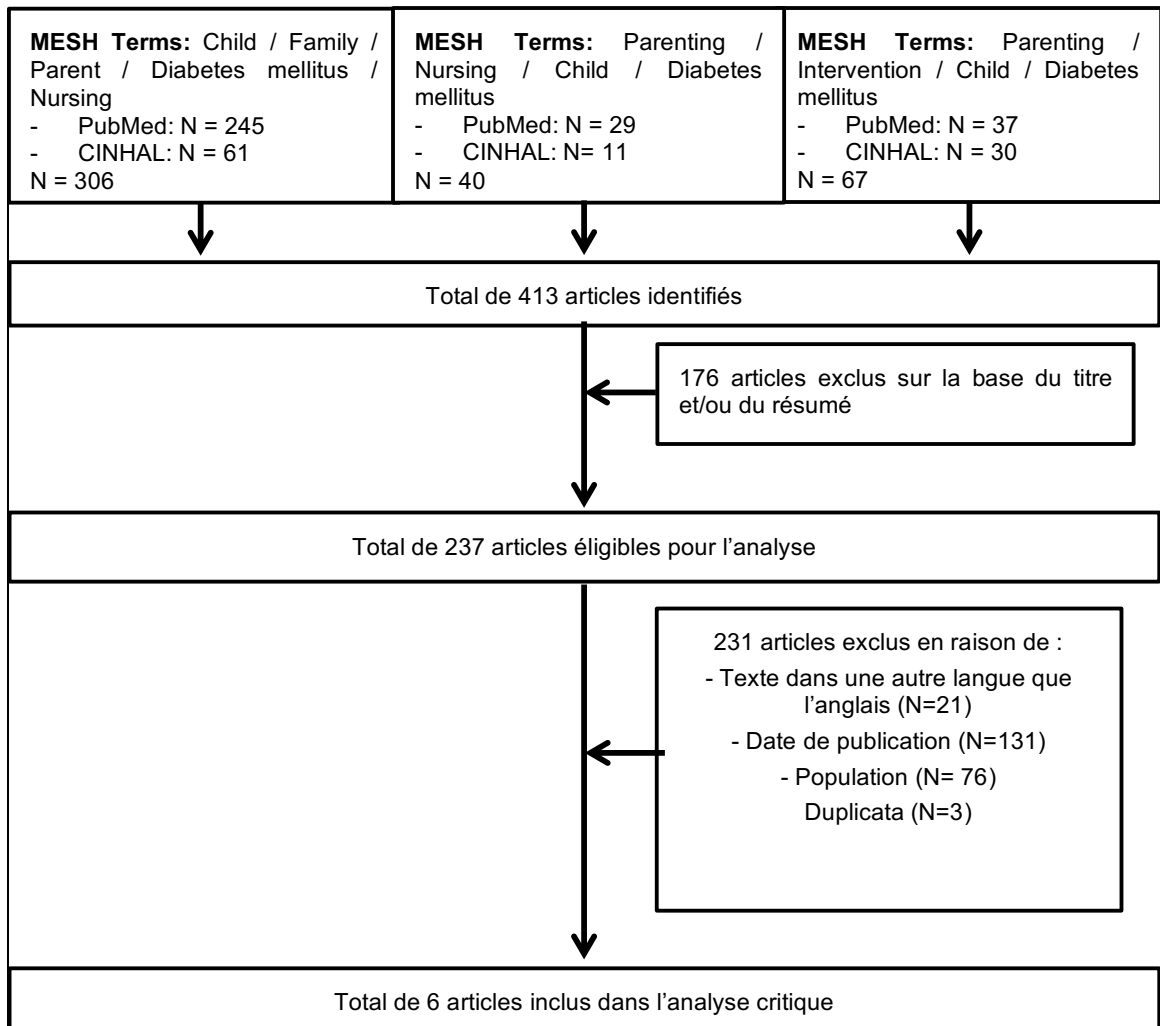 MESH Terms: Child / Family /
Parent / Diabetes mellitus /
Nursing
- PubMed: N = 245
- CINHAL: N = 61
N = 306
MESH Terms: Parenting /
Nursing / Child / Diabetes
mellitus
- PubMed: N = 29
- CINHAL: N= 11
N = 40
MESH Terms: Parenting /
Intervention / Child / Diabetes
mellitus
- PubMed: N = 37
- CINHAL: N = 30
N = 67
Total de 413 articles identifiés
176 articles exclus sur la base du titre
et/ou du résumé
Total de 237 articles éligibles pour l’analyse
231 articles exclus en raison de :
- Texte dans une autre langue que
l’anglais (N=21)
- Date de publication (N=131)
- Population (N= 76)
Duplicata (N=3)
Total de 6 articles inclus dans l’analyse critique